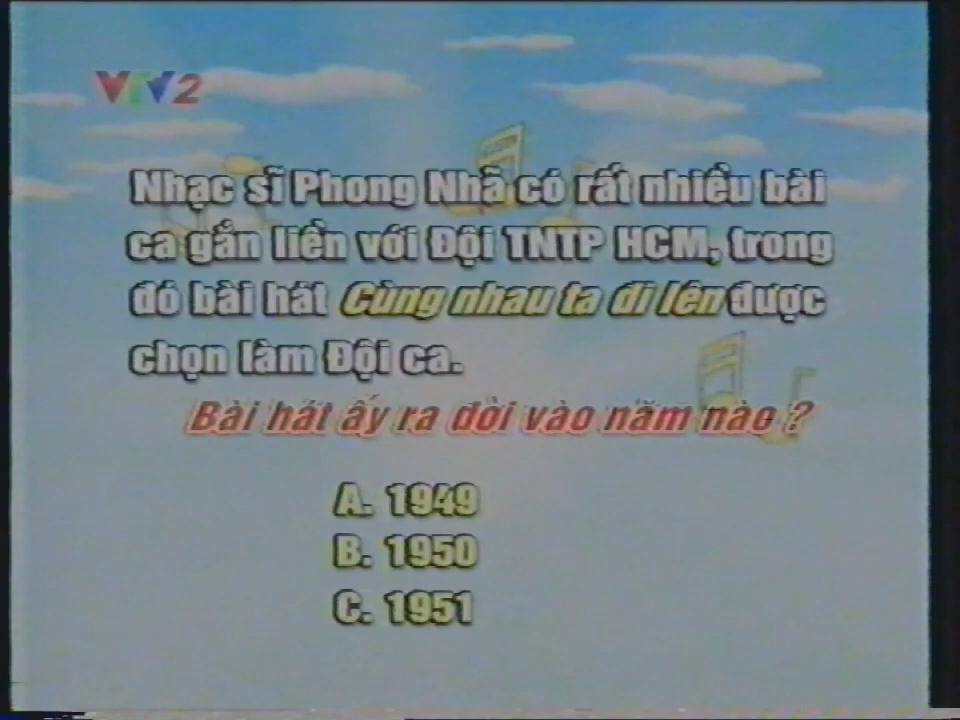 VTV2
Nhạc sĩ Phong Nhã có rất nhiều bài
ca gắn liền với Đội TNTP HCM, trong
đó bài hát Cùng nhau ta đi lên được
chọn làm Đội ca.
Bài hát ấy ra đời vào năm nào ?
A. 1949
B. 1950
C. 1951